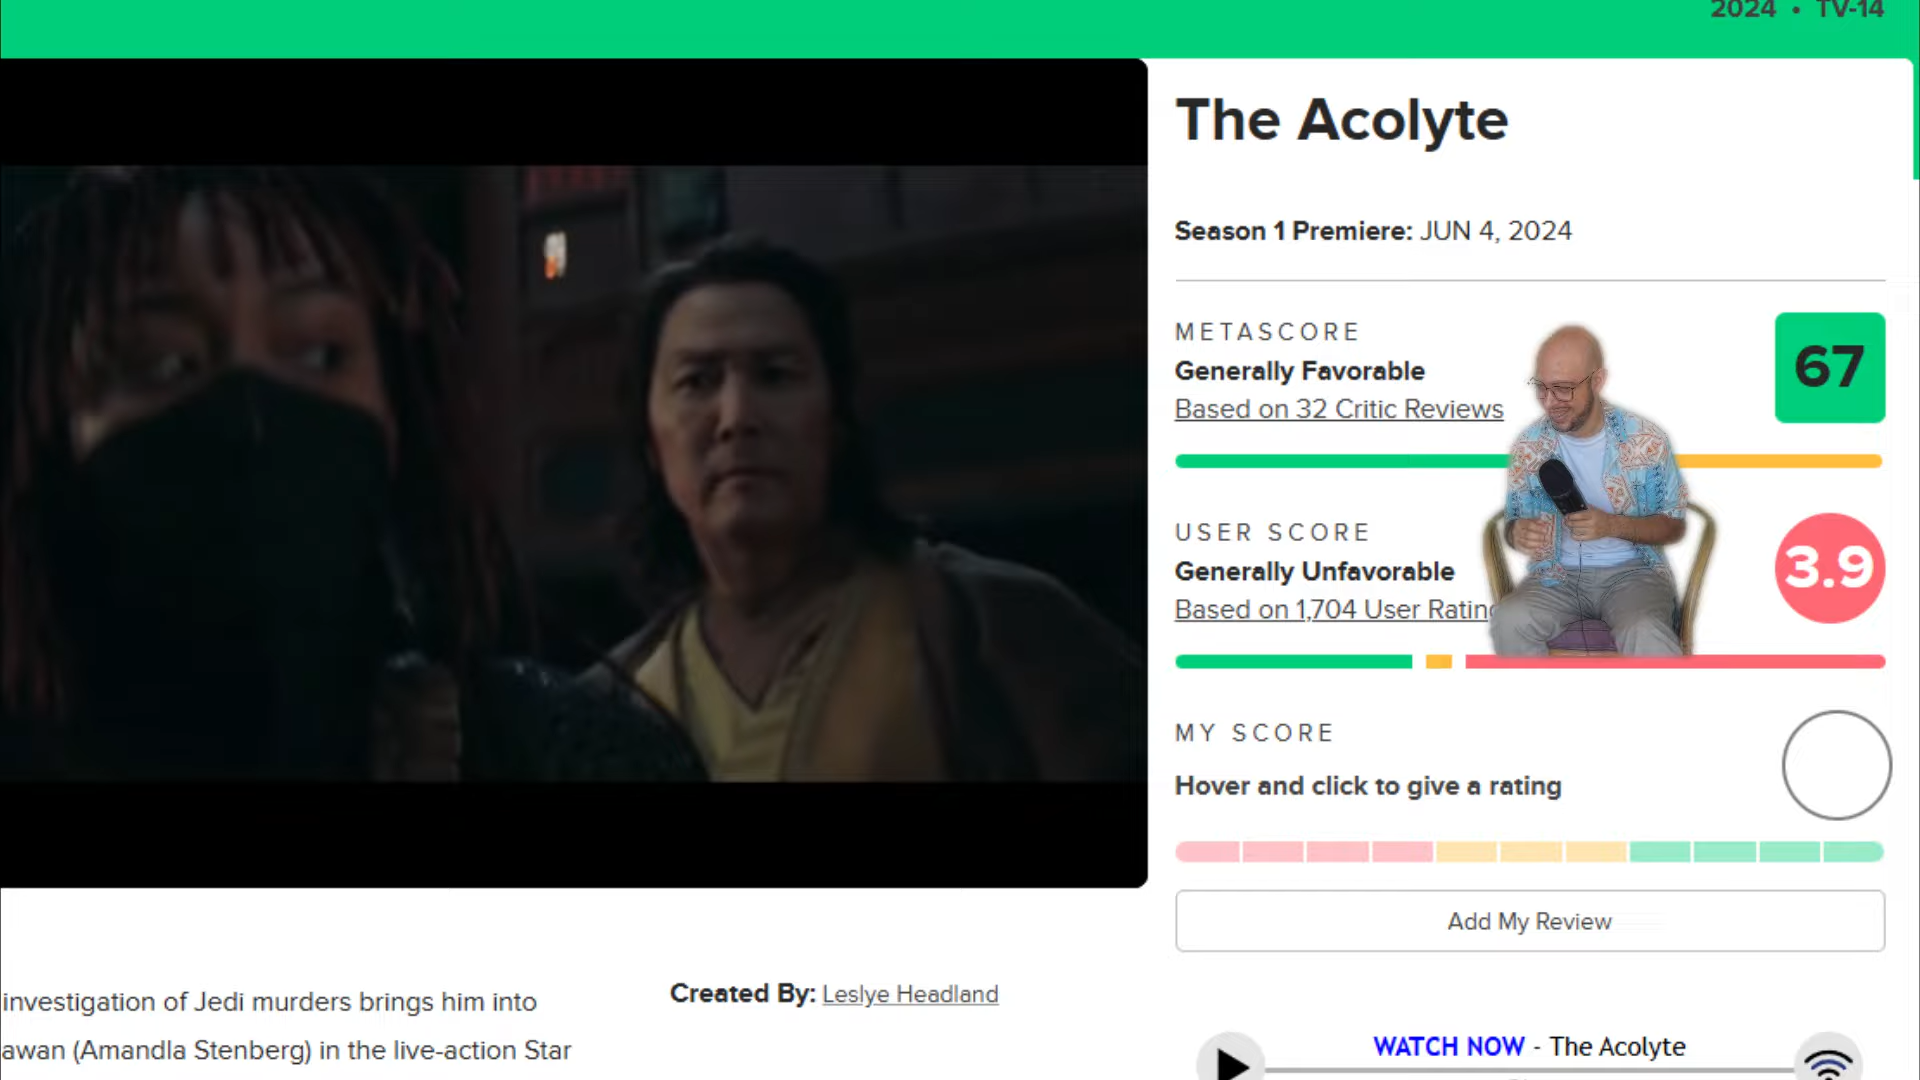 2024 • TV-14
The Acolyte
Season 1 Premiere: JUN 4, 2024
METASCORE
Generally Favorable
Based on 32 Critic Reviews
67
USER SCORE
Generally Unfavorable
Based on 1,704 User Rating
3.9
MY SCORE
Hover and click to give a rating
Add My Review
investigation of Jedi murders brings him into
awan (Amandla Stenberg) in the live-action Star
Created By: Leslye Headland
WATCH NOW - The Acolyte